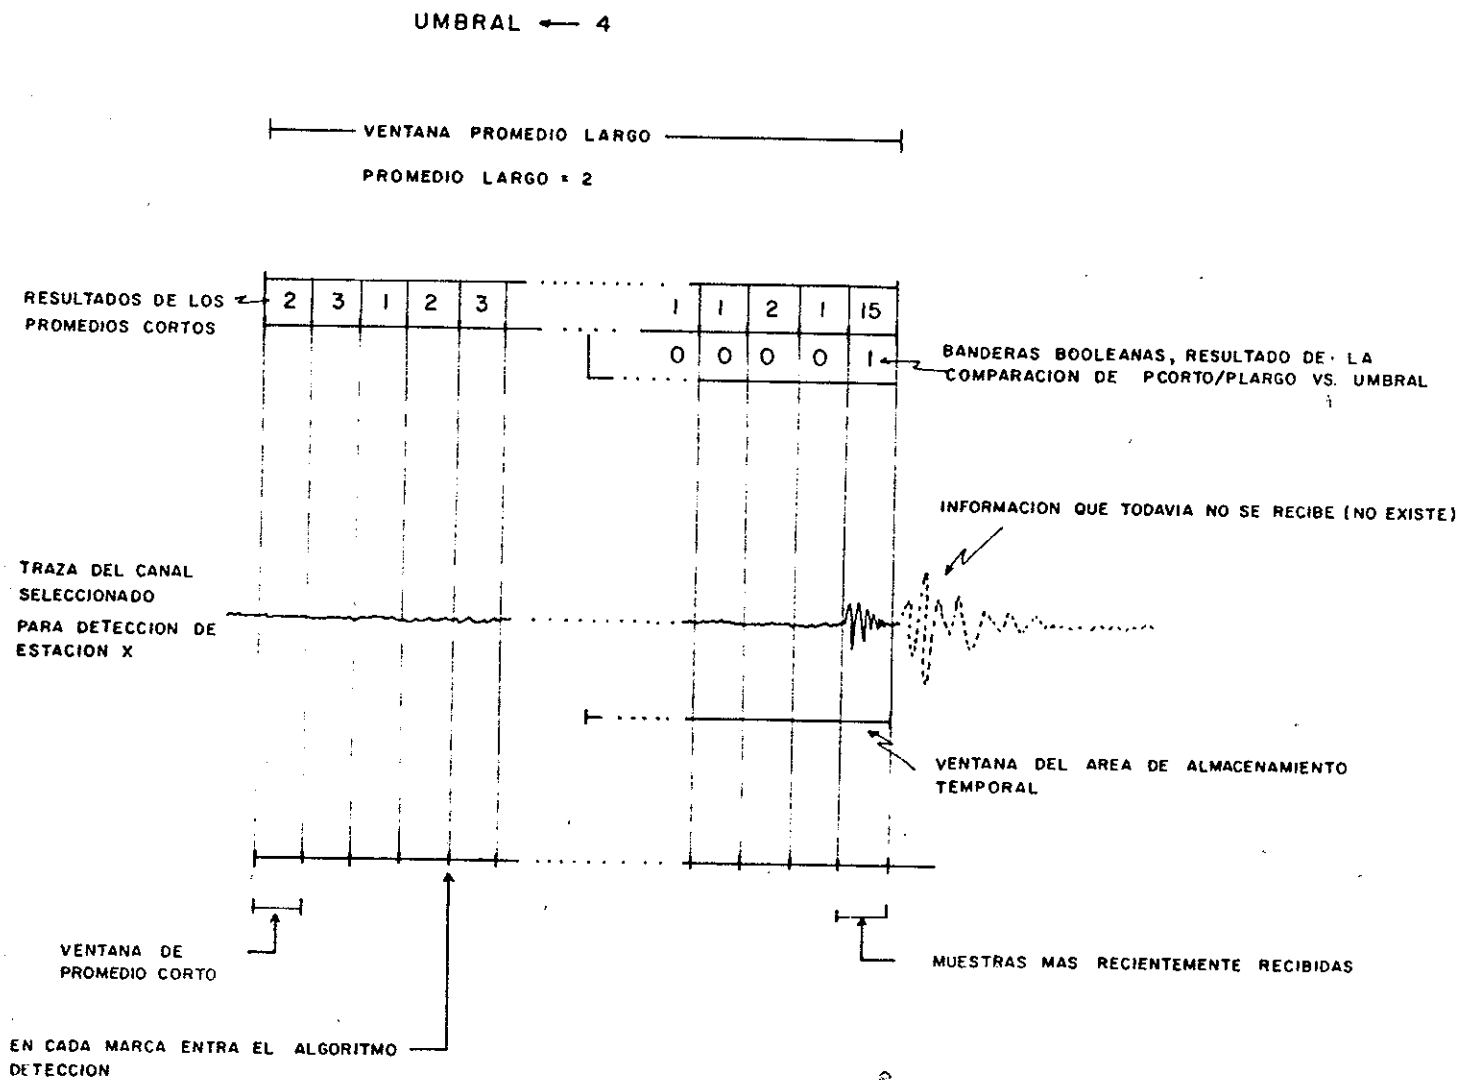 UMBRAL ← 4
VENTANA PROMEDIO LARGO
PROMEDIO LARGO = 2
RESULTADOS DE LOS
PROMEDIOS CORTOS
2 3 1 2 3 ..... 1 1 2 1 15
0 0 0 0 1
BANDERAS BOOLEANAS, RESULTADO DE LA
COMPARACION DE PCORTO/PLARGO VS. UMBRAL
INFORMACION QUE TODAVIA NO SE RECIBE (NO EXISTE)
TRAZA DEL CANAL
SELECCIONADO
PARA DETECCION DE
ESTACION X
VENTANA DEL AREA DE ALMACENAMIENTO
TEMPORAL
VENTANA DE
PROMEDIO CORTO
MUESTRAS MAS RECIENTEMENTE RECIBIDAS
EN CADA MARCA ENTRA EL ALGORITMO
DETECCION